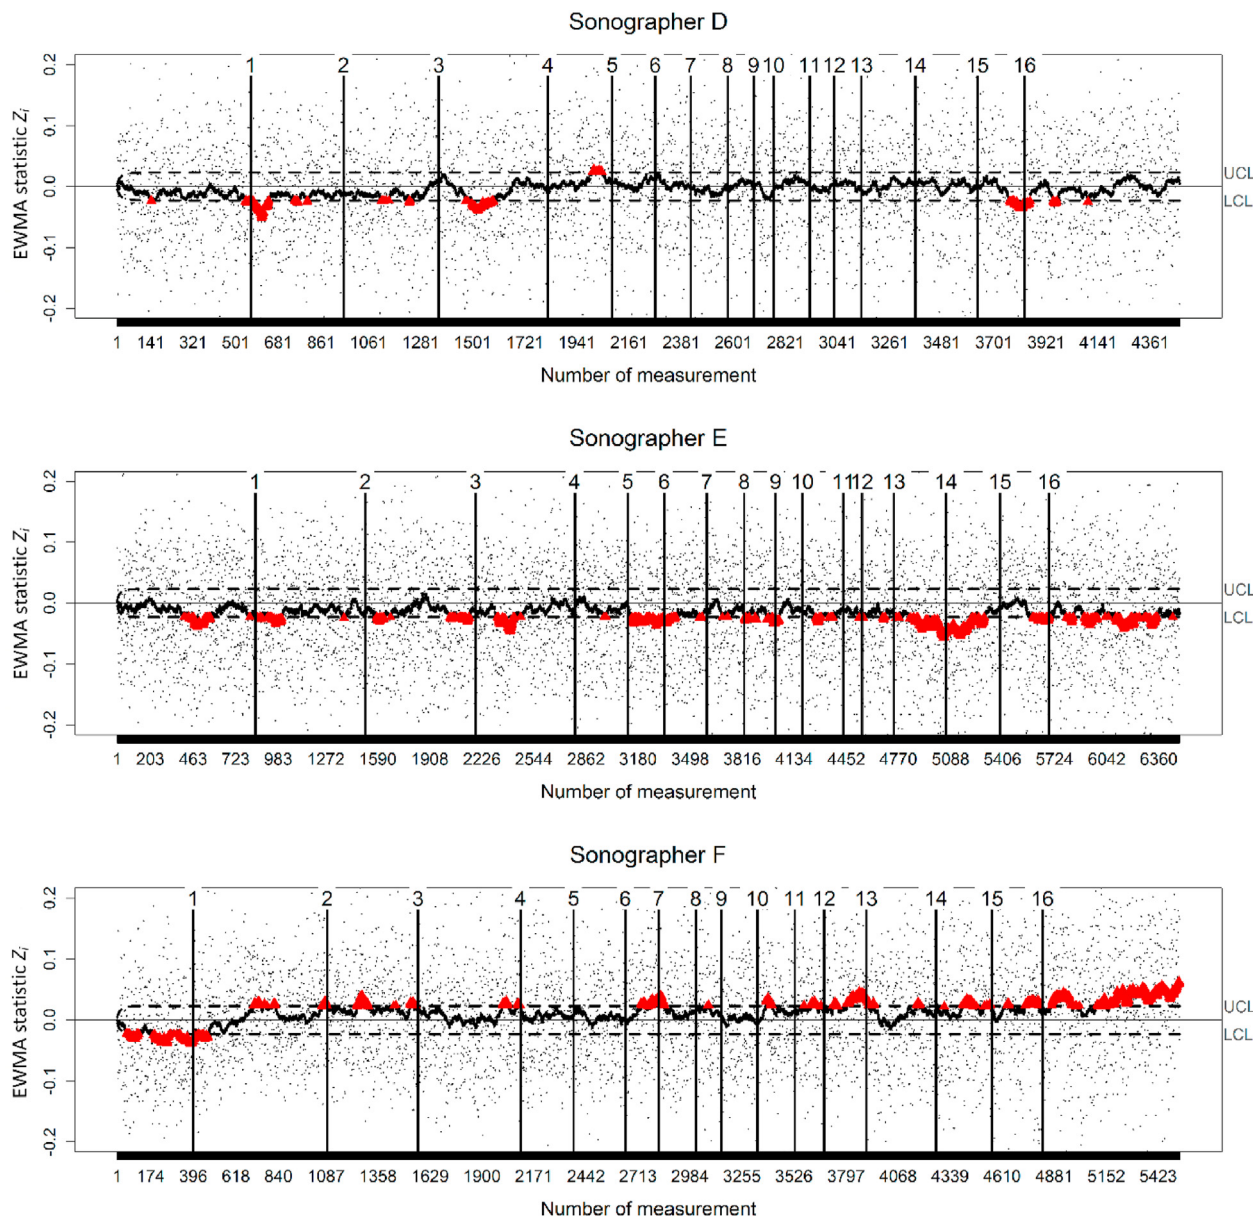 Sonographer D
EWMA statistic Zi
0.2
0.1
0.0
-0.1
-0.2
1 2 3 4 5 6 7 8 9 10 11 12 13 14 15 16
UCL
LCL
1 141 321 501 681 861 1061 1281 1501 1721 1941 2161 2381 2601 2821 3041 3261 3481 3701 3921 4141 4361
Number of measurement
Sonographer E
EWMA statistic Zi
0.2
0.1
0.0
-0.1
-0.2
1 2 3 4 5 6 7 8 9 10 11 12 13 14 15 16
UCL
LCL
1 203 463 723 983 1272 1590 1908 2226 2544 2862 3180 3498 3816 4134 4452 4770 5088 5406 5724 6042 6360
Number of measurement
Sonographer F
EWMA statistic Zi
0.2
0.1
0.0
-0.1
-0.2
1 2 3 4 5 6 7 8 9 10 11 12 13 14 15 16
UCL
LCL
1 174 396 618 840 1087 1358 1629 1900 2171 2442 2713 2984 3255 3526 3797 4068 4339 4610 4881 5152 5423
Number of measurement